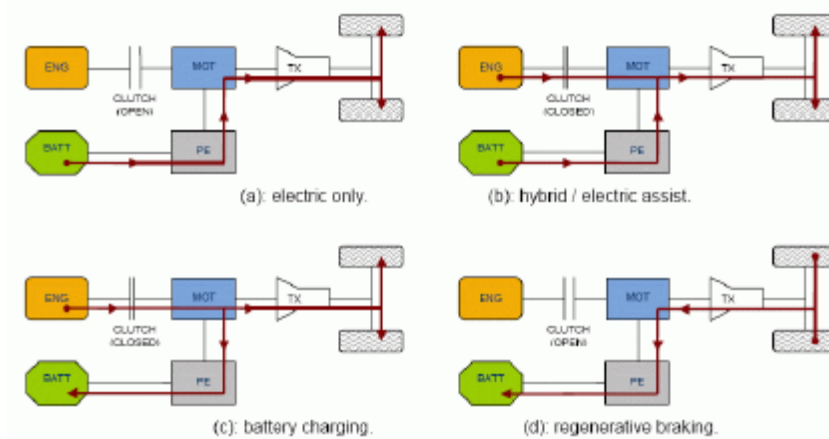 ENG
MOT
TX
CLUTCH
(OPEN)
BATT
PE
(a): electric only.
ENG
MOT
TX
CLUTCH
(CLOSED)
BATT
PE
(b): hybrid / electric assist.
ENG
MOT
TX
CLUTCH
(CLOSED)
BATT
PE
(c): battery charging.
ENG
MOT
TX
CLUTCH
(OPEN)
BATT
PE
(d): regenerative braking.